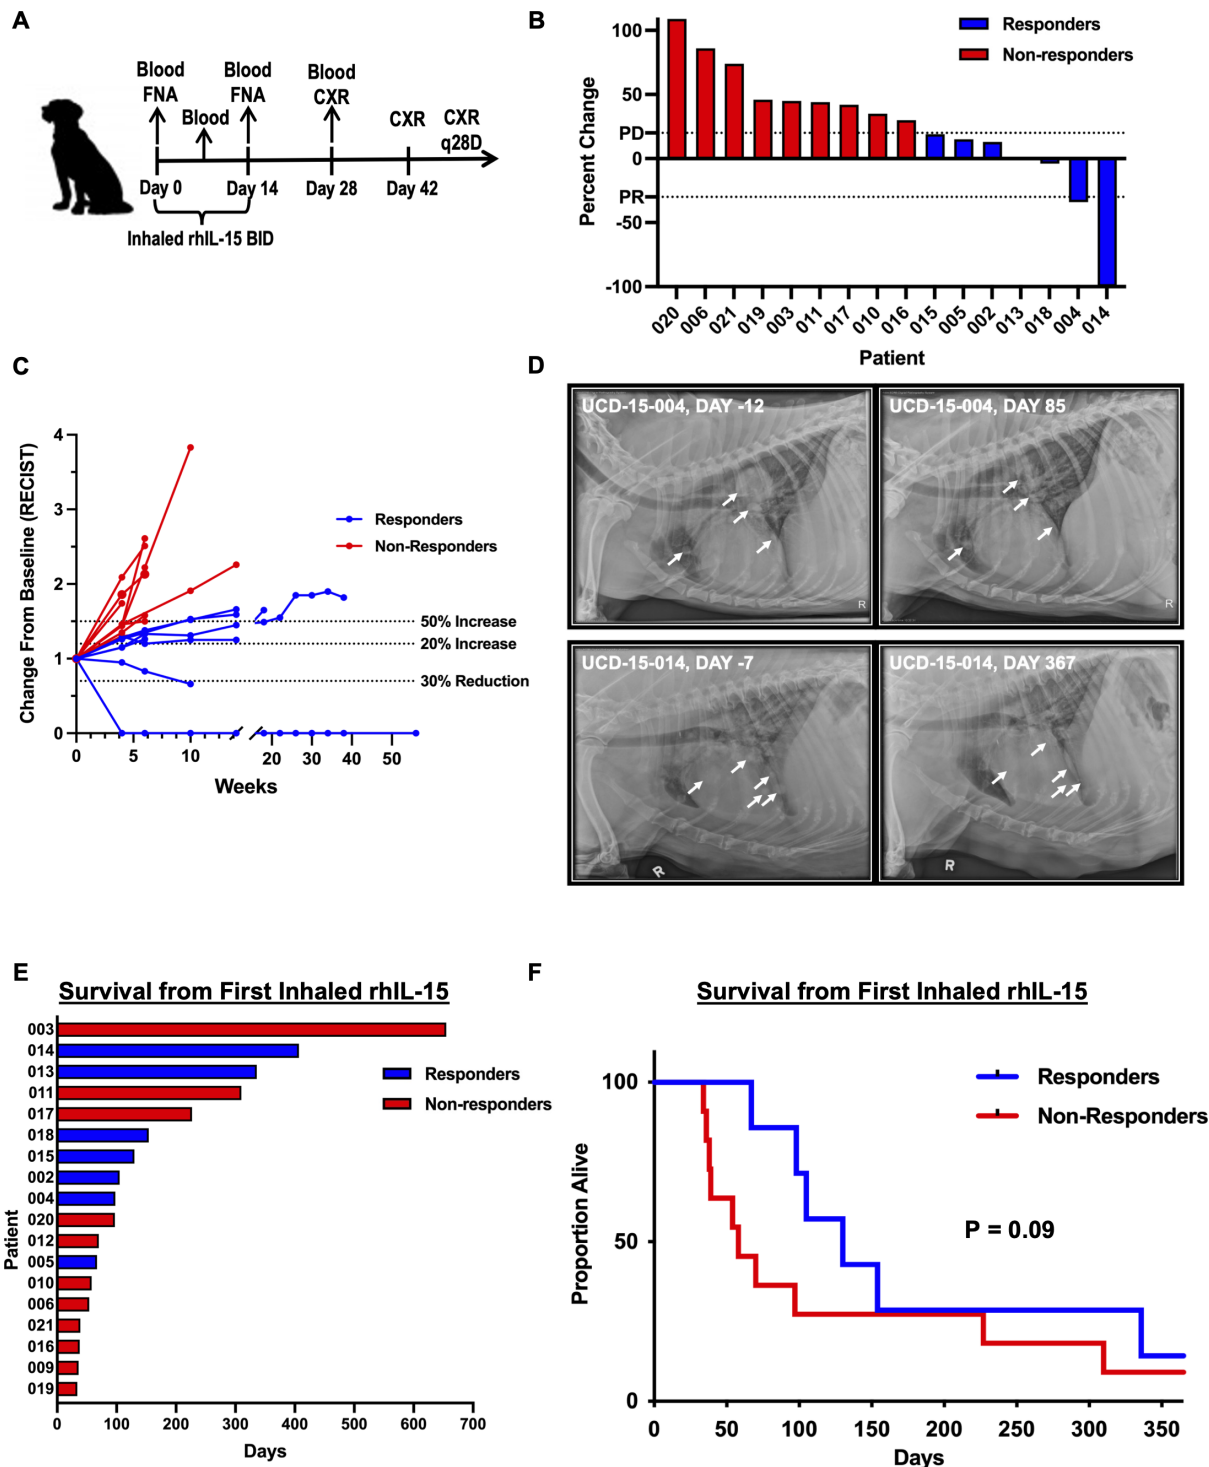 A
Blood
FNA
Blood
Blood
FNA
Blood
CXR
CXR
CXR
q28D
Day 0
Day 14
Day 28
Day 42
Inhaled rhIL-15 BID
B
Responders
Non-responders
Percent Change
100
50
PD
0
PR
-50
-100
020 006 021 019 003 011 017 010 016 015 005 002 013 018 004 014
Patient
C
Change From Baseline (RECIST)
4
3
2
1
0
Responders
Non-Responders
50% Increase
20% Increase
30% Reduction
0 5 10 20 30 40 50
Weeks
D
UCD-15-004, DAY -12
R
UCD-15-004, DAY 85
R
UCD-15-014, DAY -7
R
UCD-15-014, DAY 367
R
E
Survival from First Inhaled rhIL-15
Patient
003
014
013
011
017
018
015
002
004
020
012
005
010
006
021
016
009
019
Responders
Non-responders
0 100 200 300 400 500 600 700
Days
F
Survival from First Inhaled rhIL-15
Proportion Alive
100
50
0
Responders
Non-Responders
P = 0.09
0 50 100 150 200 250 300 350
Days